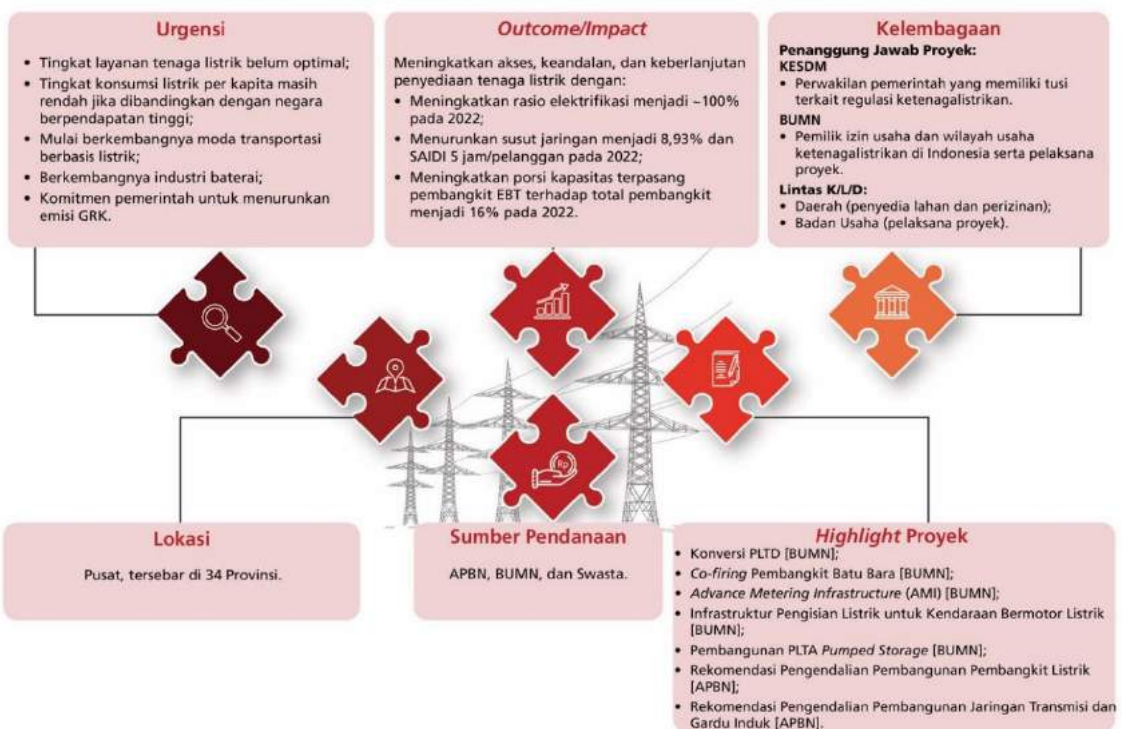 Urgensi
• Tingkat layanan tenaga listrik belum optimal;
• Tingkat konsumsi listrik per kapita masih
rendah jika dibandingkan dengan negara
berpendapatan tinggi;
• Mulai berkembangnya moda transportasi
berbasis listrik;
• Berkembangnya industri baterai;
• Komitmen pemerintah untuk menurunkan
emisi GRK.
Outcome/Impact
Meningkatkan akses, keandalan, dan keberlanjutan
penyediaan tenaga listrik dengan:
• Meningkatkan rasio elektrifikasi menjadi ~100%
pada 2022;
• Menurunkan susut jaringan menjadi 8,93% dan
SAIDI 5 jam/pelanggan pada 2022;
• Meningkatkan porsi kapasitas terpasang
pembangkit EBT terhadap total pembangkit
menjadi 16% pada 2022.
Kelembagaan
Penanggung Jawab Proyek:
KESDM
• Perwakilan pemerintah yang memiliki tusi
terkait regulasi ketenagalistrikan.
BUMN
• Pemilik izin usaha dan wilayah usaha
ketenagalistrikan di Indonesia serta pelaksana
proyek.
Lintas K/L/D:
• Daerah (penyedia lahan dan perizinan);
• Badan Usaha (pelaksana proyek).
Rp
Lokasi
Pusat, tersebar di 34 Provinsi.
Sumber Pendanaan
APBN, BUMN, dan Swasta.
Highlight Proyek
• Konversi PLTD [BUMN];
• Co-firing Pembangkit Batu Bara [BUMN];
• Advance Metering Infrastructure (AMI) [BUMN];
• Infrastruktur Pengisian Listrik untuk Kendaraan Bermotor Listrik
[BUMN];
• Pembangunan PLTA Pumped Storage [BUMN];
• Rekomendasi Pengendalian Pembangunan Pembangkit Listrik
[APBN];
• Rekomendasi Pengendalian Pembangunan Jaringan Transmisi dan
Gardu Induk [APBN].